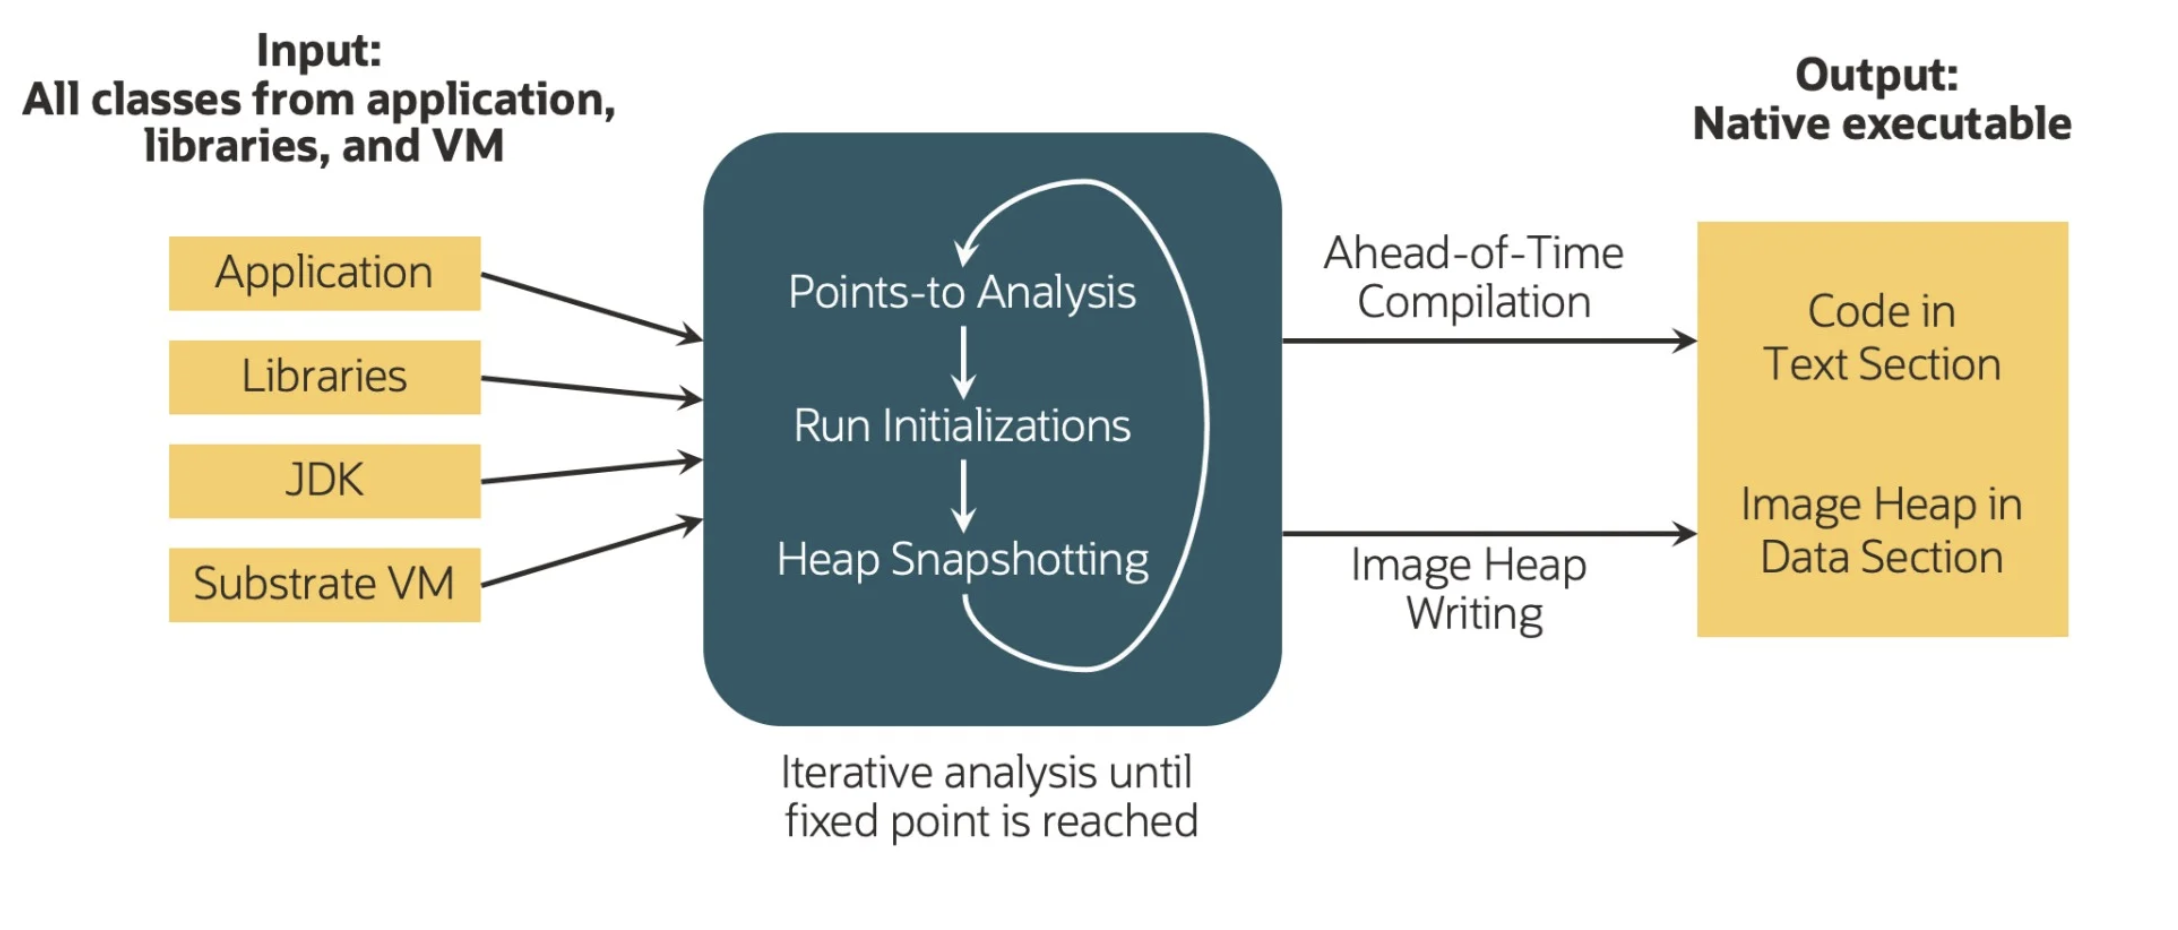 Input:
All classes from application,
libraries, and VM
Application
Libraries
JDK
Substrate VM
Points-to Analysis
Run Initializations
Heap Snapshotting
Iterative analysis until
fixed point is reached
Ahead-of-Time
Compilation
Image Heap
Writing
Output:
Native executable
Code in
Text Section
Image Heap in
Data Section